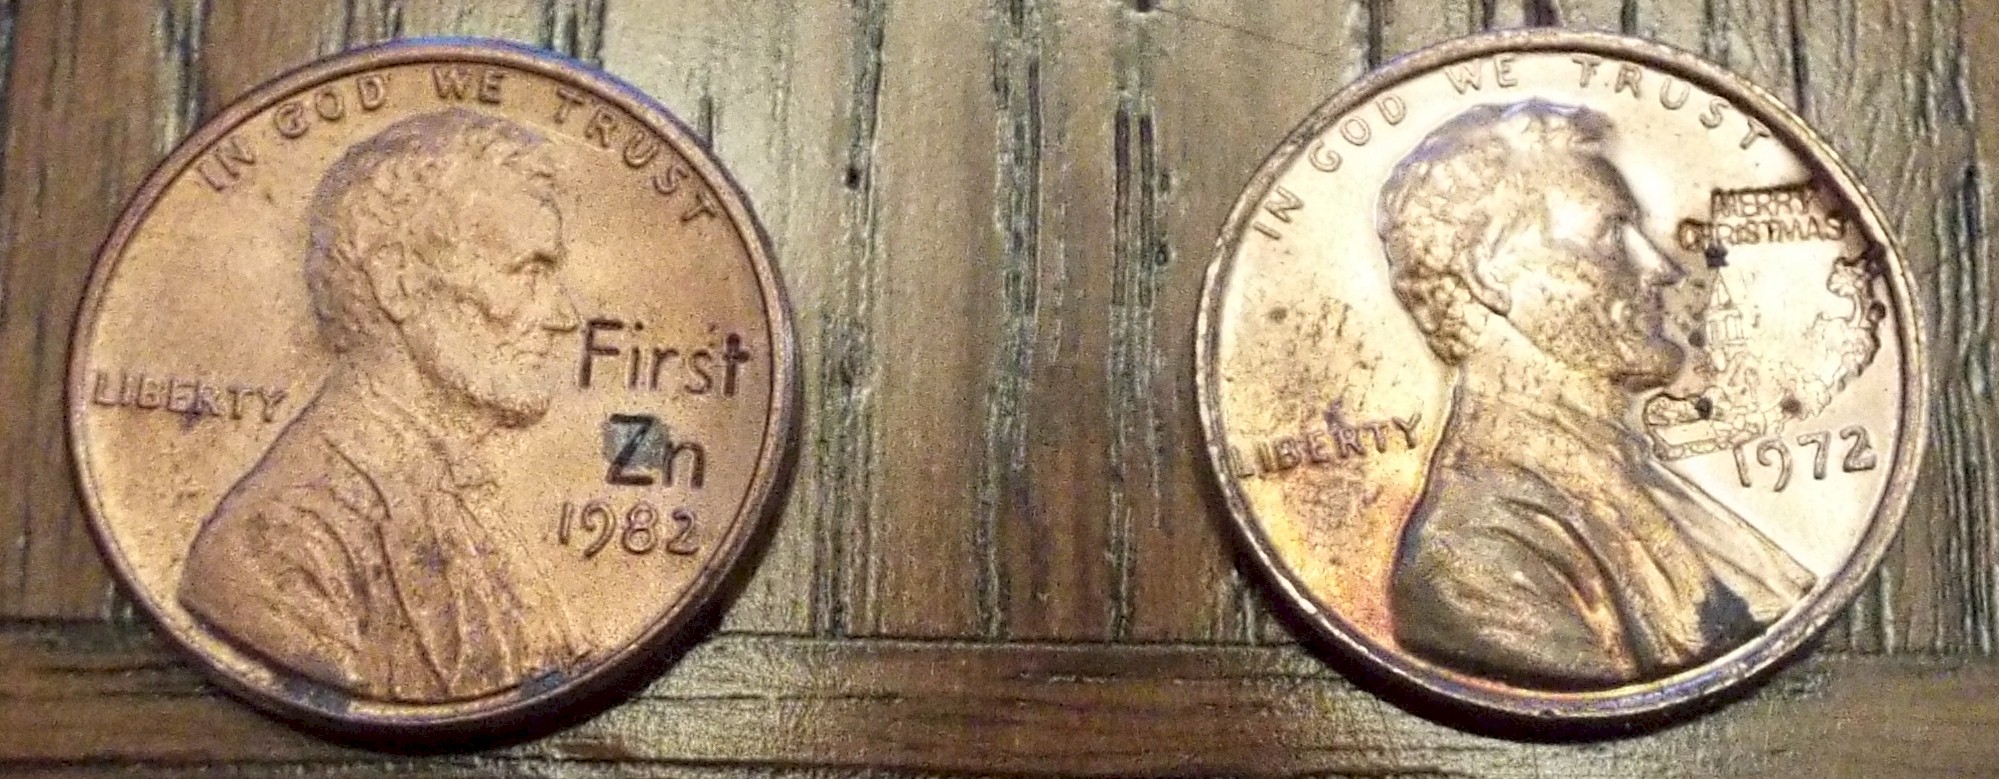 IN GOD WE TRUST
LIBERTY
First
Zn
1982
IN GOD WE TRUST
MERRY
CHRISTMAS
LIBERTY
1972